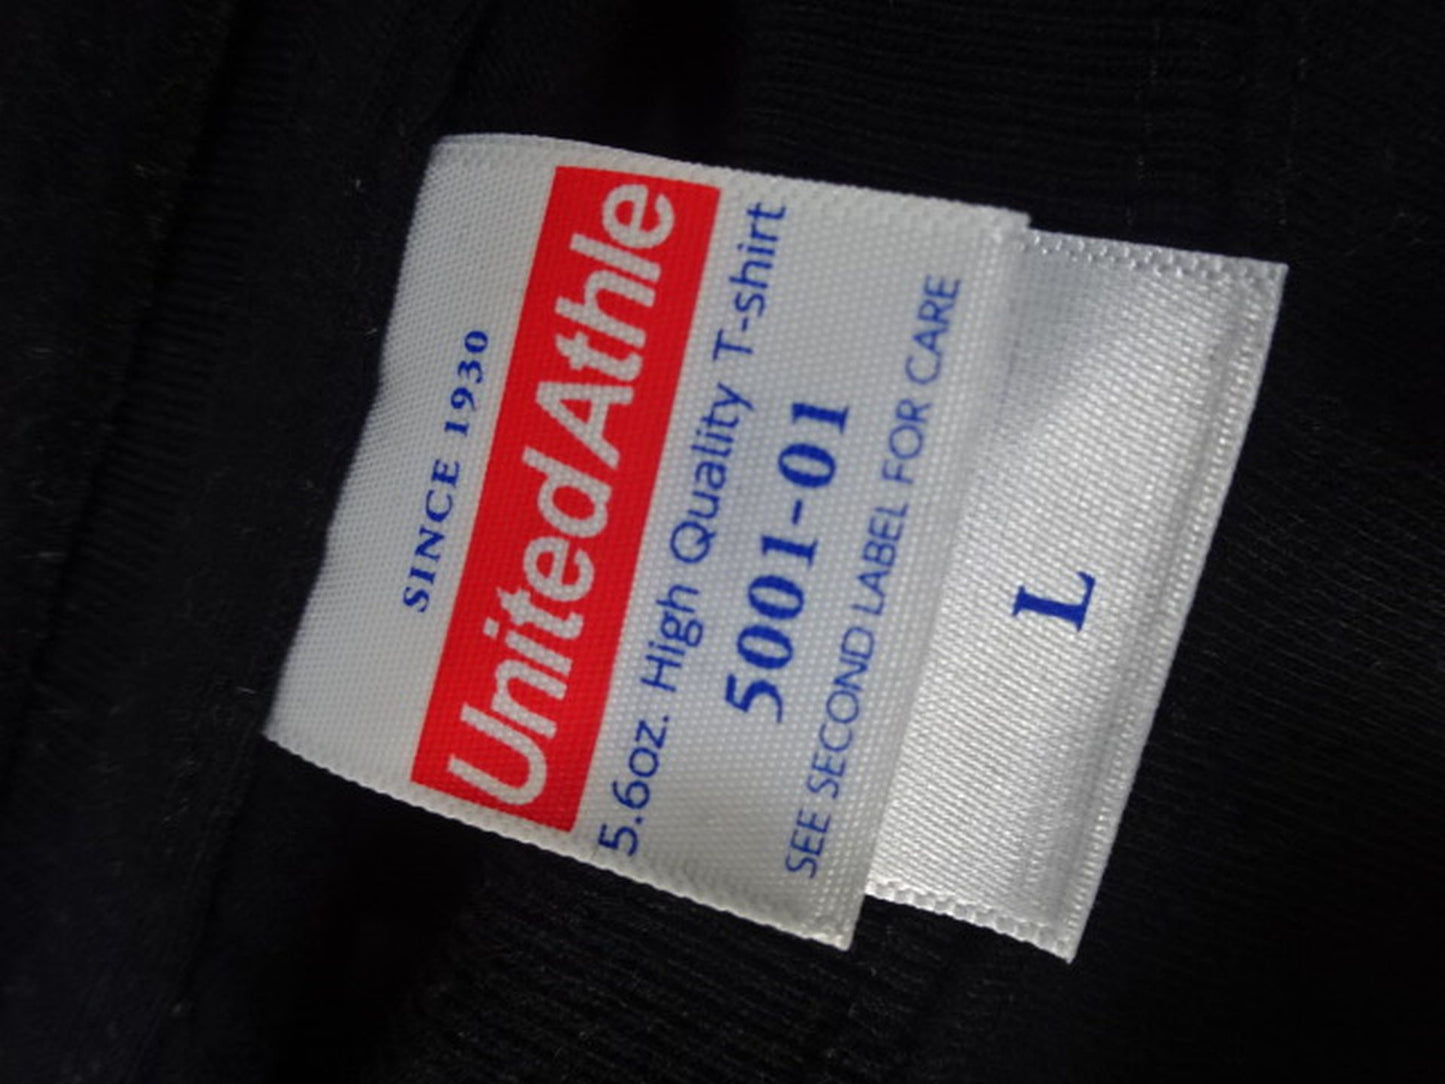 SINCE 1930
UnitedAthle
5.6oz. High Quality T-shirt
5001-01
SEE SECOND LABEL FOR CARE
L